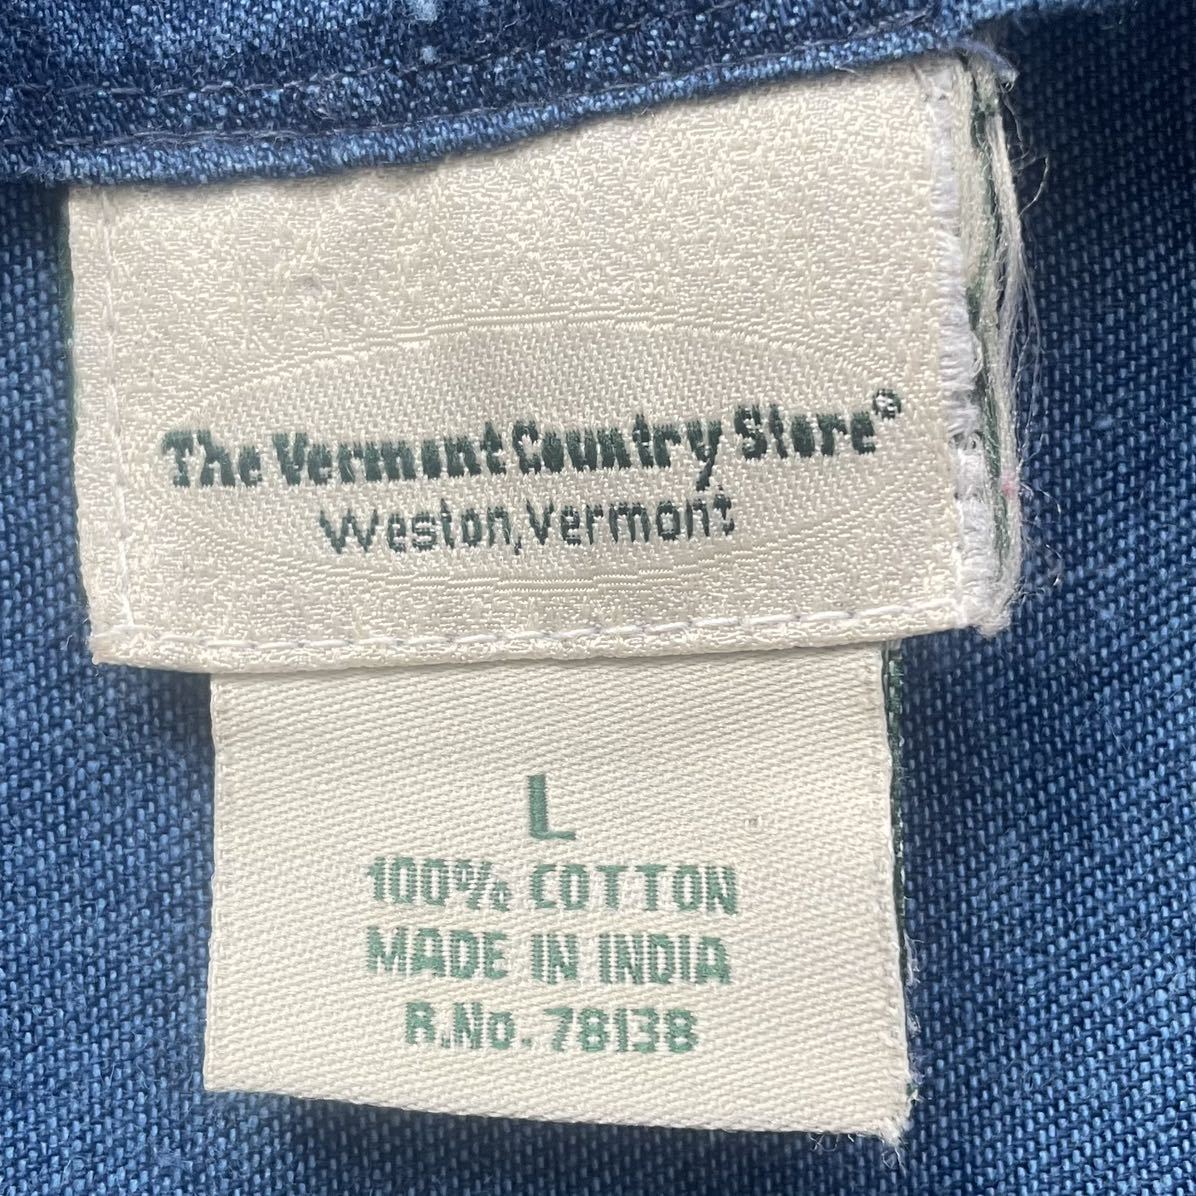 The Vermont Country Store®
Weston, Vermont
L
100% COTTON
MADE IN INDIA
R.No. 78138